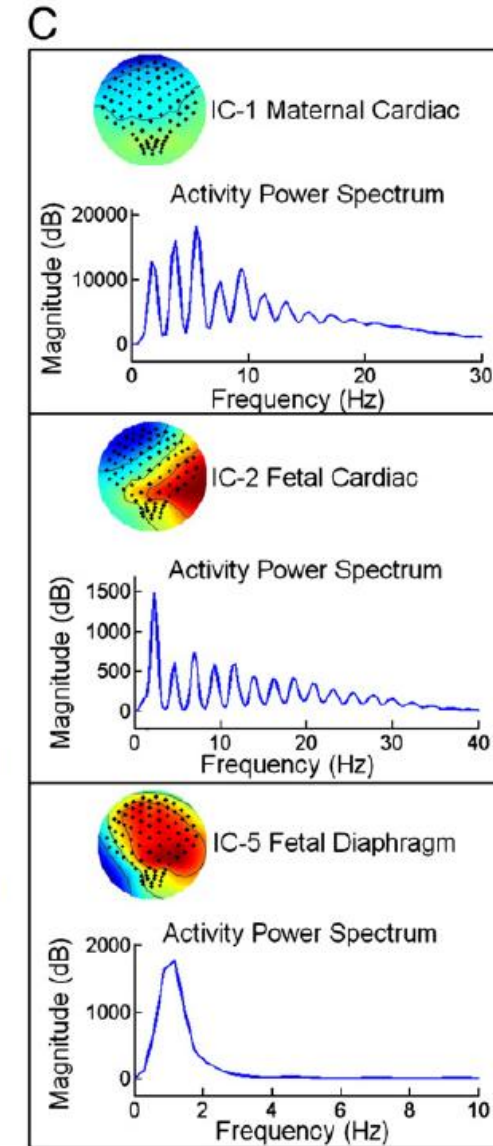 C
IC-1 Maternal Cardiac
Activity Power Spectrum
Magnitude (dB)
20000
10000
0
0 10 20 30
Frequency (Hz)
IC-2 Fetal Cardiac
Activity Power Spectrum
Magnitude (dB)
1500
1000
500
0
0 10 20 30 40
Frequency (Hz)
IC-5 Fetal Diaphragm
Activity Power Spectrum
Magnitude (dB)
2000
1000
0
0 2 4 6 8 10
Frequency (Hz)